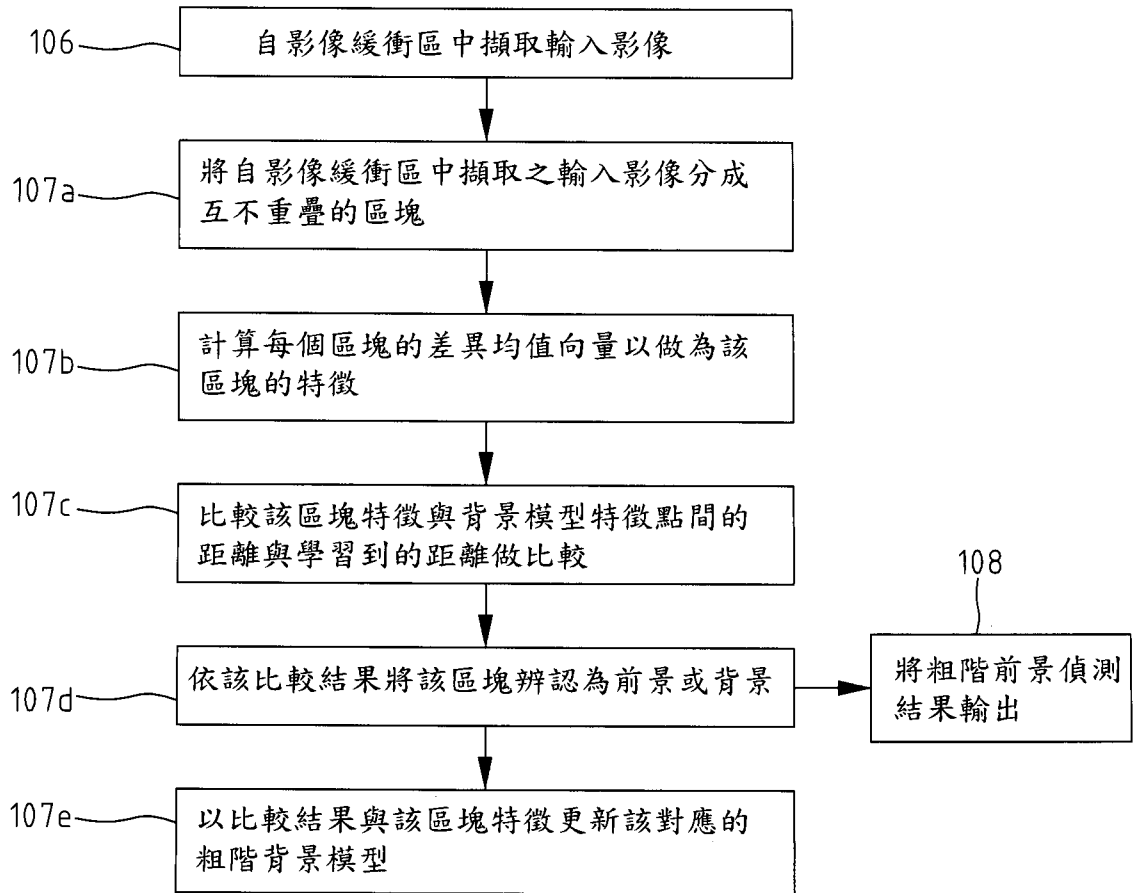 106
自影像緩衝區中擷取輸入影像
107a
將自影像緩衝區中擷取之輸入影像分成
互不重疊的區塊
107b
計算每個區塊的差異均值向量以做為該
區塊的特徵
107c
比較該區塊特徵與背景模型特徵點間的
距離與學習到的距離做比較
108
107d
依該比較結果將該區塊辨認為前景或背景
將粗階前景偵測
結果輸出
107e
以比較結果與該區塊特徵更新該對應的
粗階背景模型